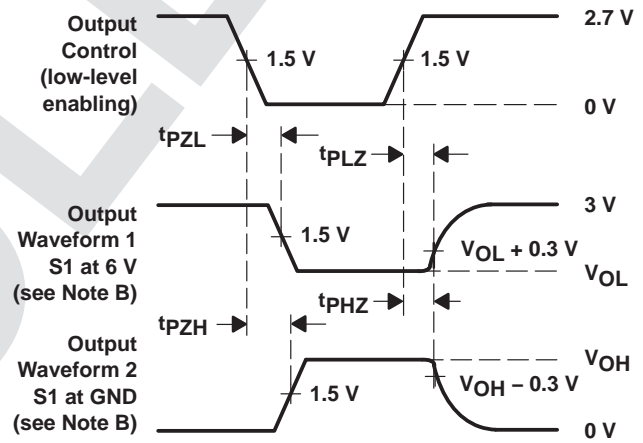 Output
Control
(low-level
enabling)
1.5 V
1.5 V
2.7 V
0 V
tPZL
tPLZ
Output
Waveform 1
S1 at 6 V
(see Note B)
1.5 V
3 V
VOL + 0.3 V
VOL
tPZH
tPHZ
Output
Waveform 2
S1 at GND
(see Note B)
1.5 V
VOH
VOH − 0.3 V
0 V